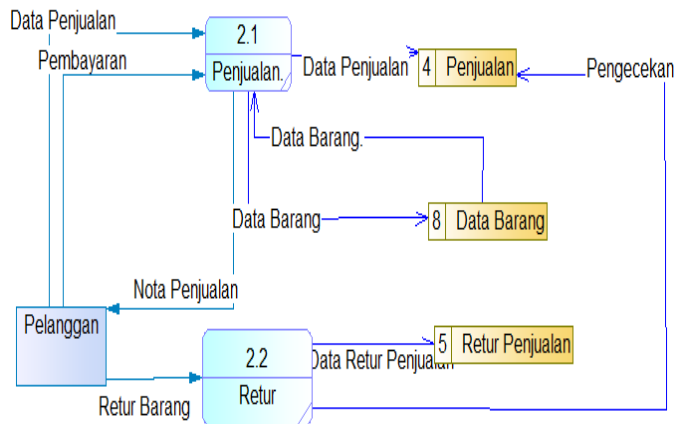 Data Penjualan
2.1
Penjualan.
Pembayaran
Data Penjualan
4 Penjualan
Pengecekan
Data Barang.
Data Barang
8 Data Barang
Nota Penjualan
Pelanggan
2.2
Retur
Data Retur Penjualan
5 Retur Penjualan
Retur Barang